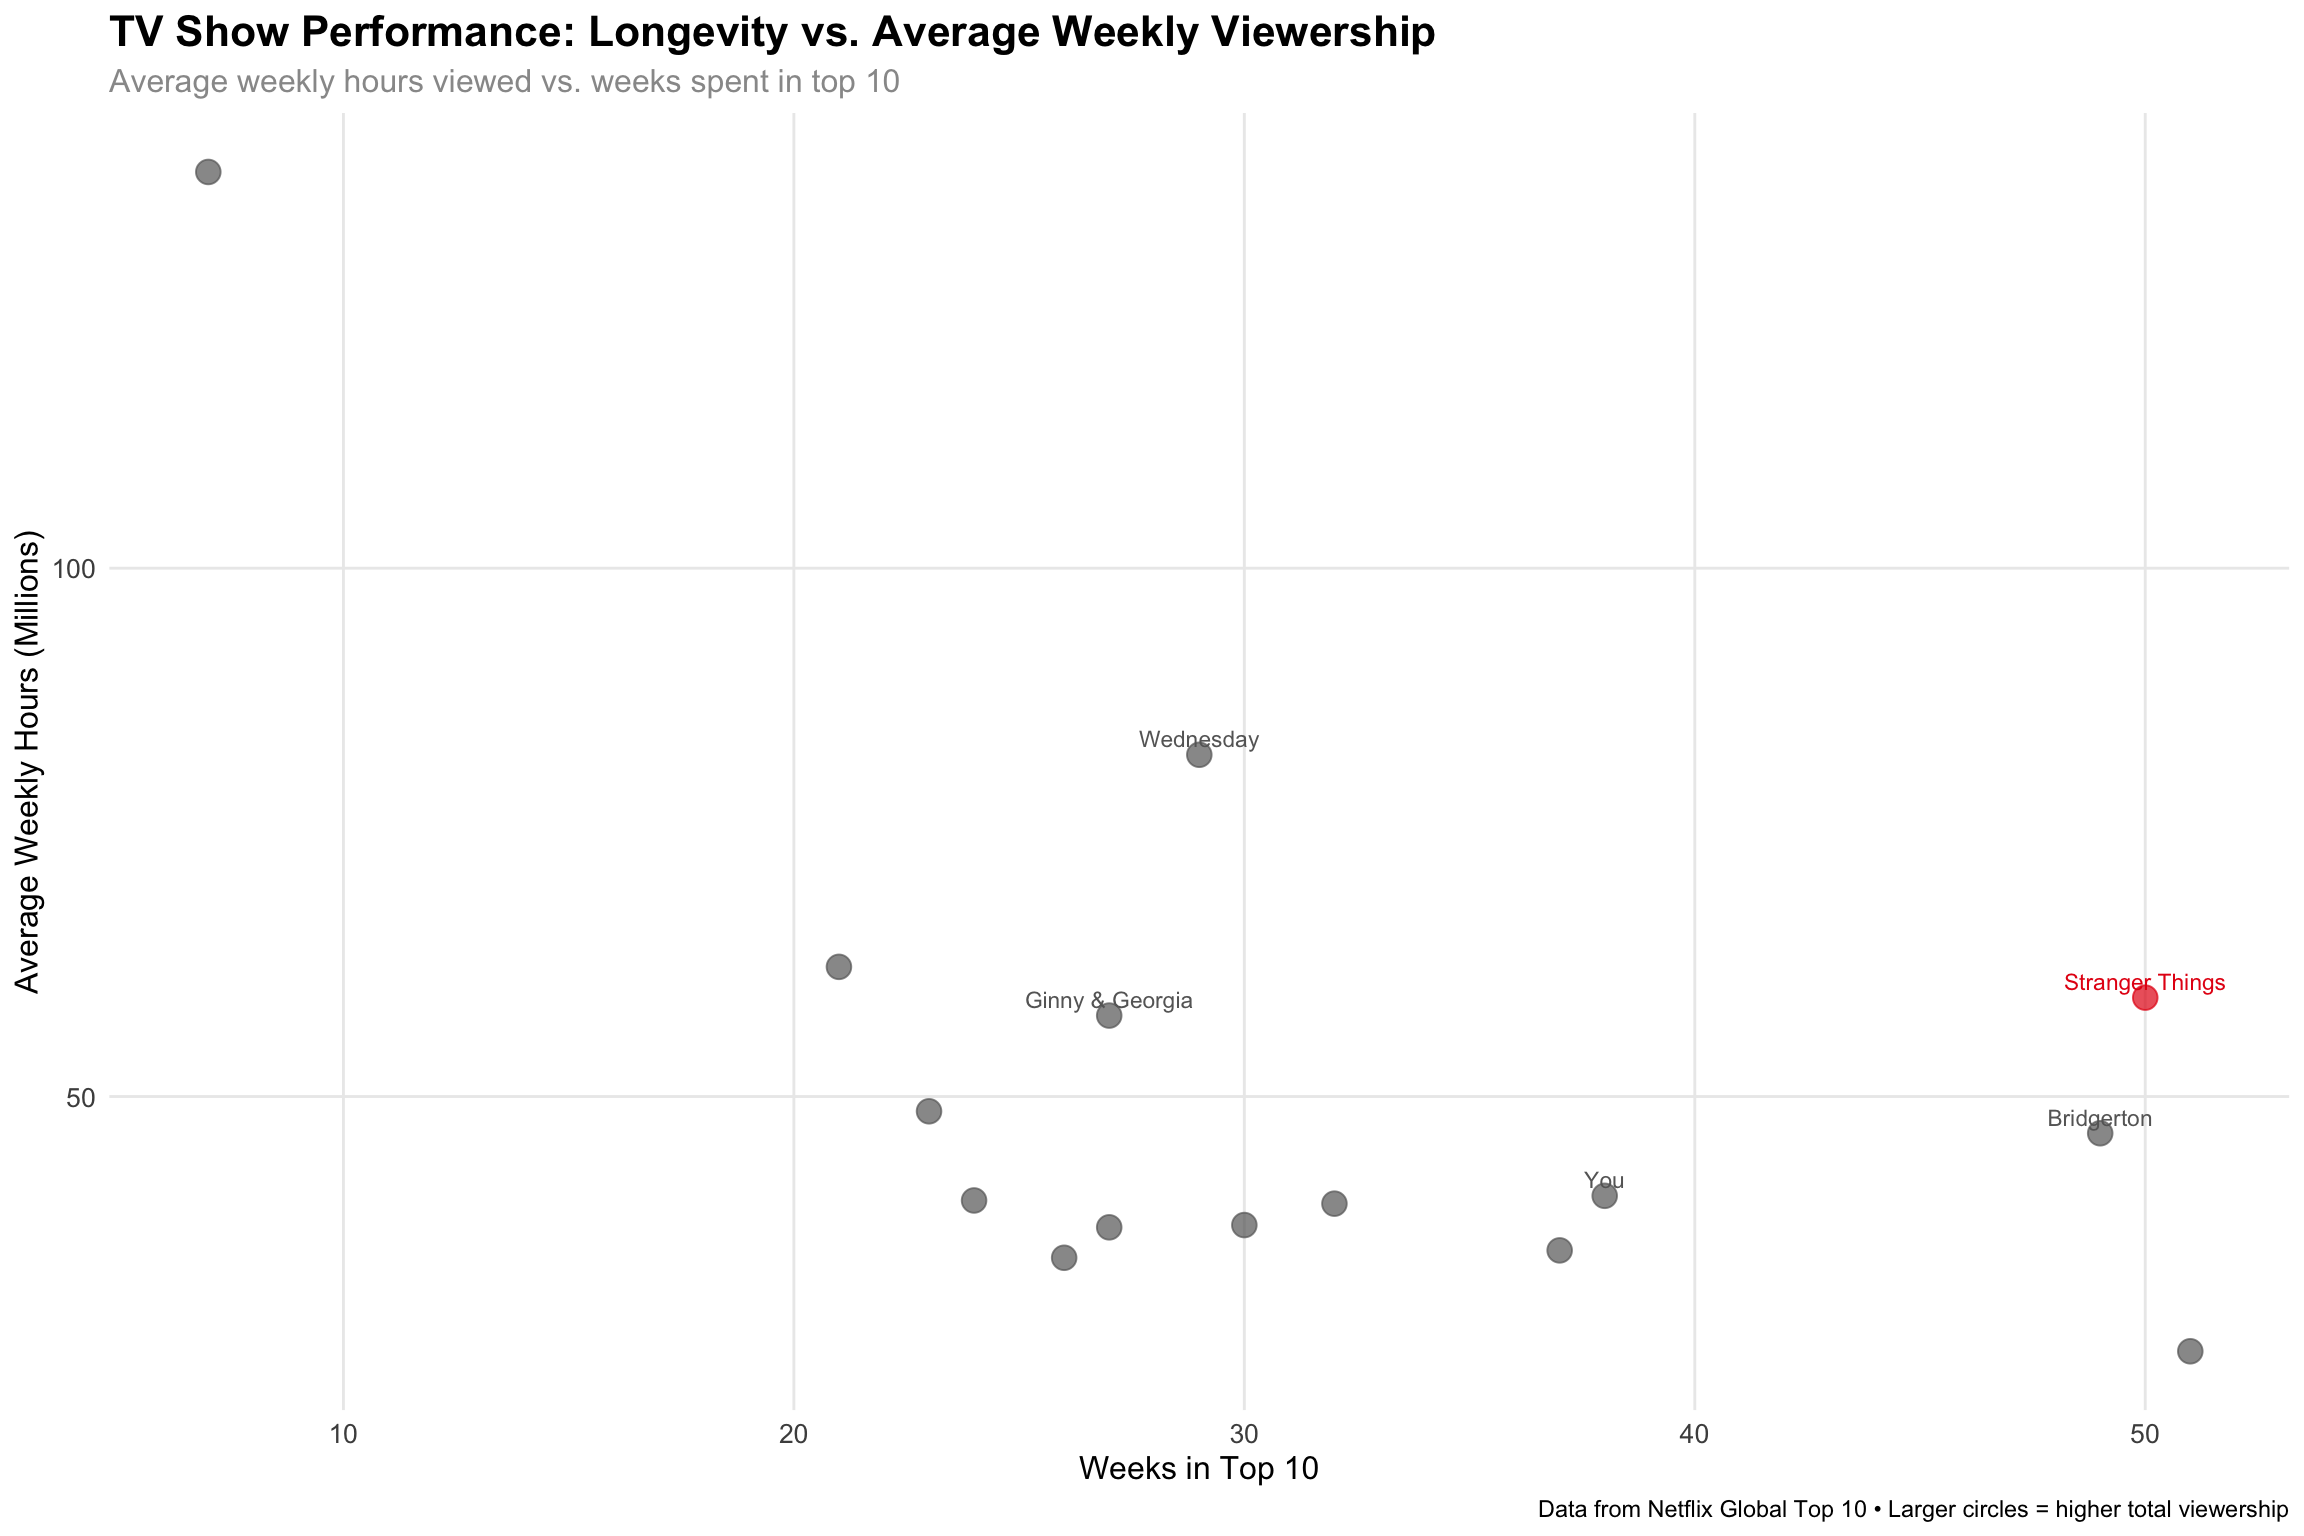 TV Show Performance: Longevity vs. Average Weekly Viewership
Average weekly hours viewed vs. weeks spent in top 10
Average Weekly Hours (Millions)
100
50
Wednesday
Ginny & Georgia
Stranger Things
Bridgerton
You
10
20
30
40
50
Weeks in Top 10
Data from Netflix Global Top 10 • Larger circles = higher total viewership